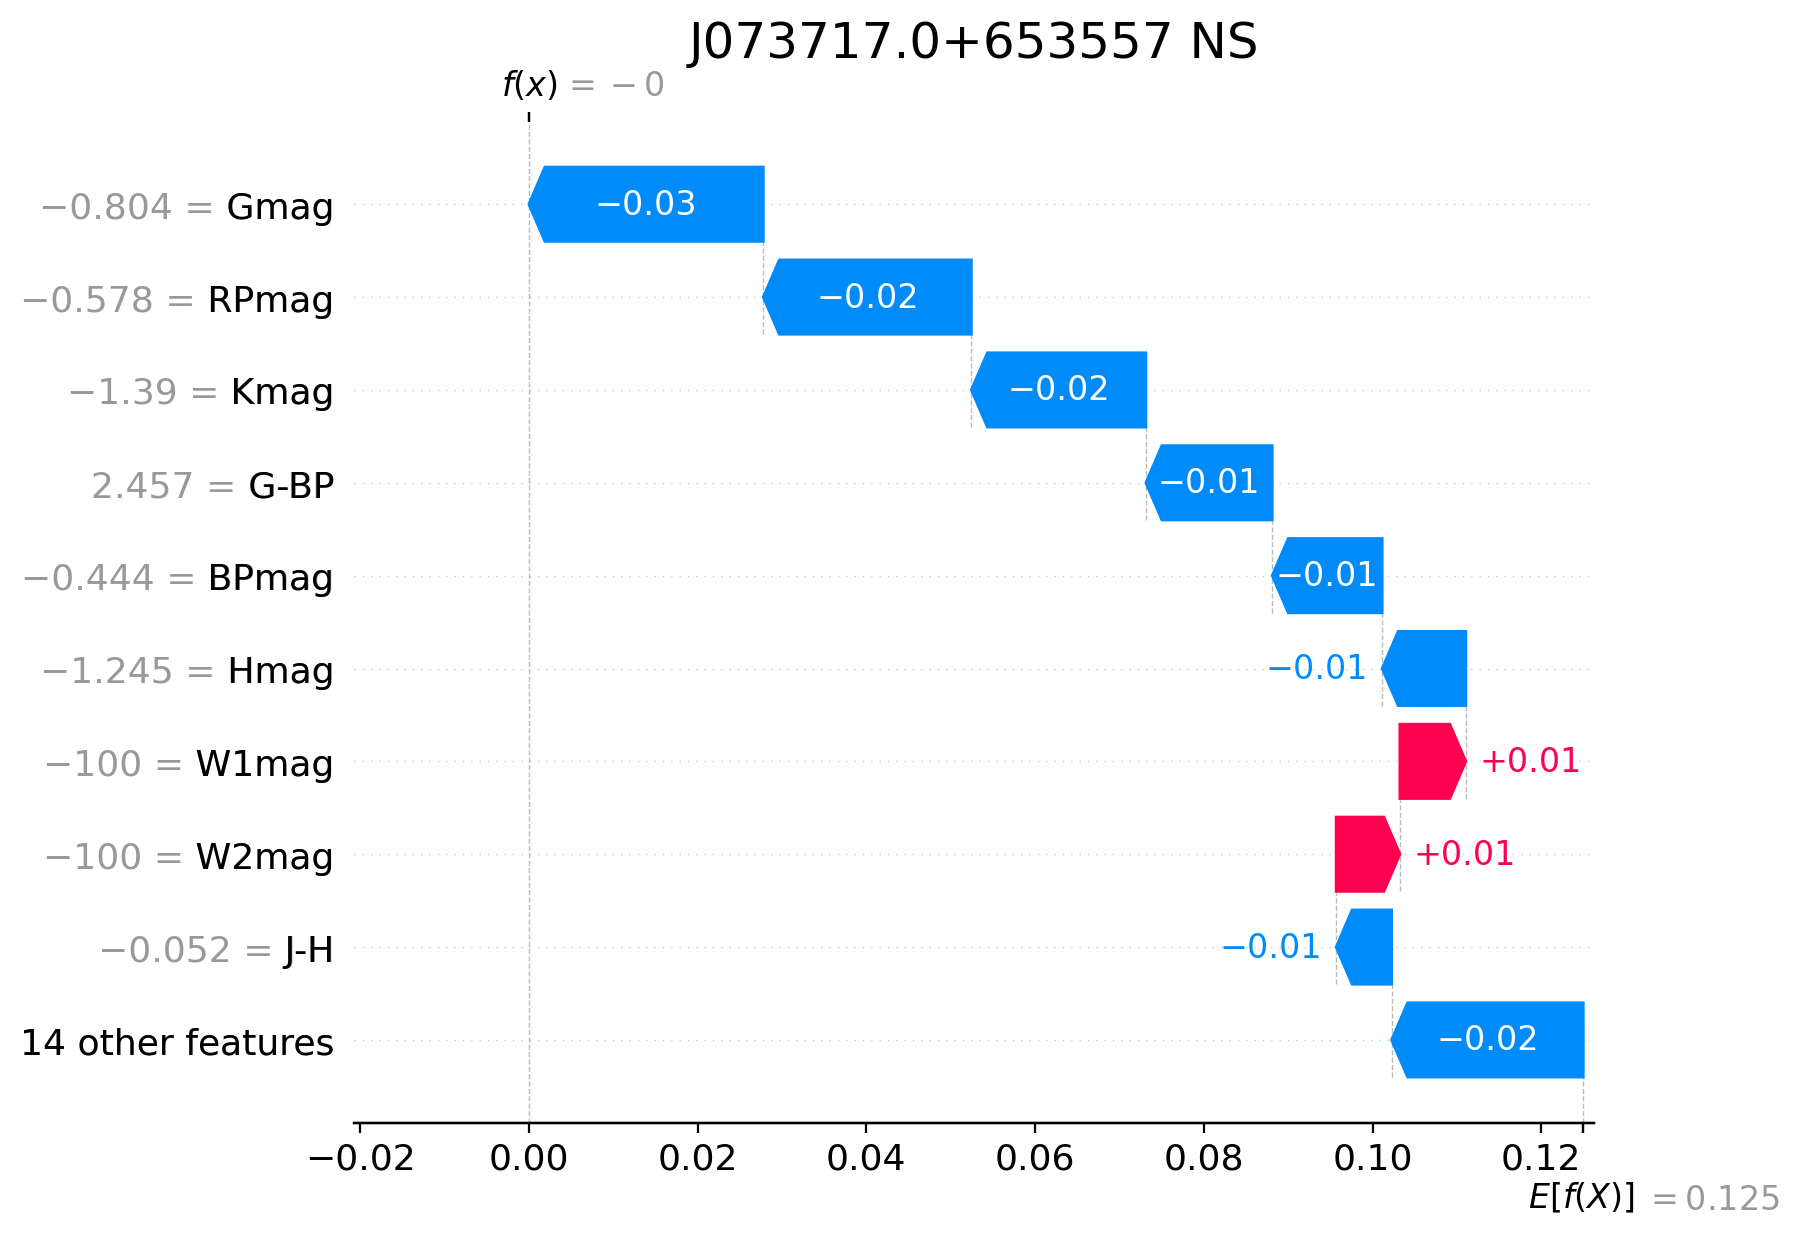 J073717.0+653557 NS
f(x) = −0
−0.804 = Gmag
−0.03
−0.578 = RPmag
−0.02
−1.39 = Kmag
−0.02
2.457 = G-BP
−0.01
−0.444 = BPmag
−0.01
−1.245 = Hmag
−0.01
−100 = W1mag
+0.01
−100 = W2mag
+0.01
−0.052 = J-H
−0.01
14 other features
−0.02
−0.02 0.00 0.02 0.04 0.06 0.08 0.10 0.12
E[f(X)] = 0.125